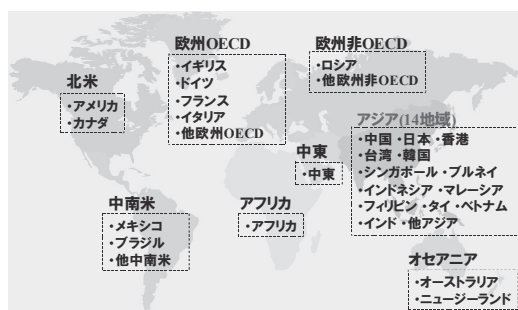 欧州OECD
・イギリス
・ドイツ
・フランス
・イタリア
・他欧州OECD
欧州非OECD
・ロシア
・他欧州非OECD
北米
・アメリカ
・カナダ
アジア(14地域)
・中国 ・日本 ・香港
・台湾 ・韓国
・シンガポール ・ブルネイ
・インドネシア ・マレーシア
・フィリピン ・タイ ・ベトナム
・インド ・他アジア
中東
・中東
中南米
・メキシコ
・ブラジル
・他中南米
アフリカ
・アフリカ
オセアニア
・オーストラリア
・ニュージーランド